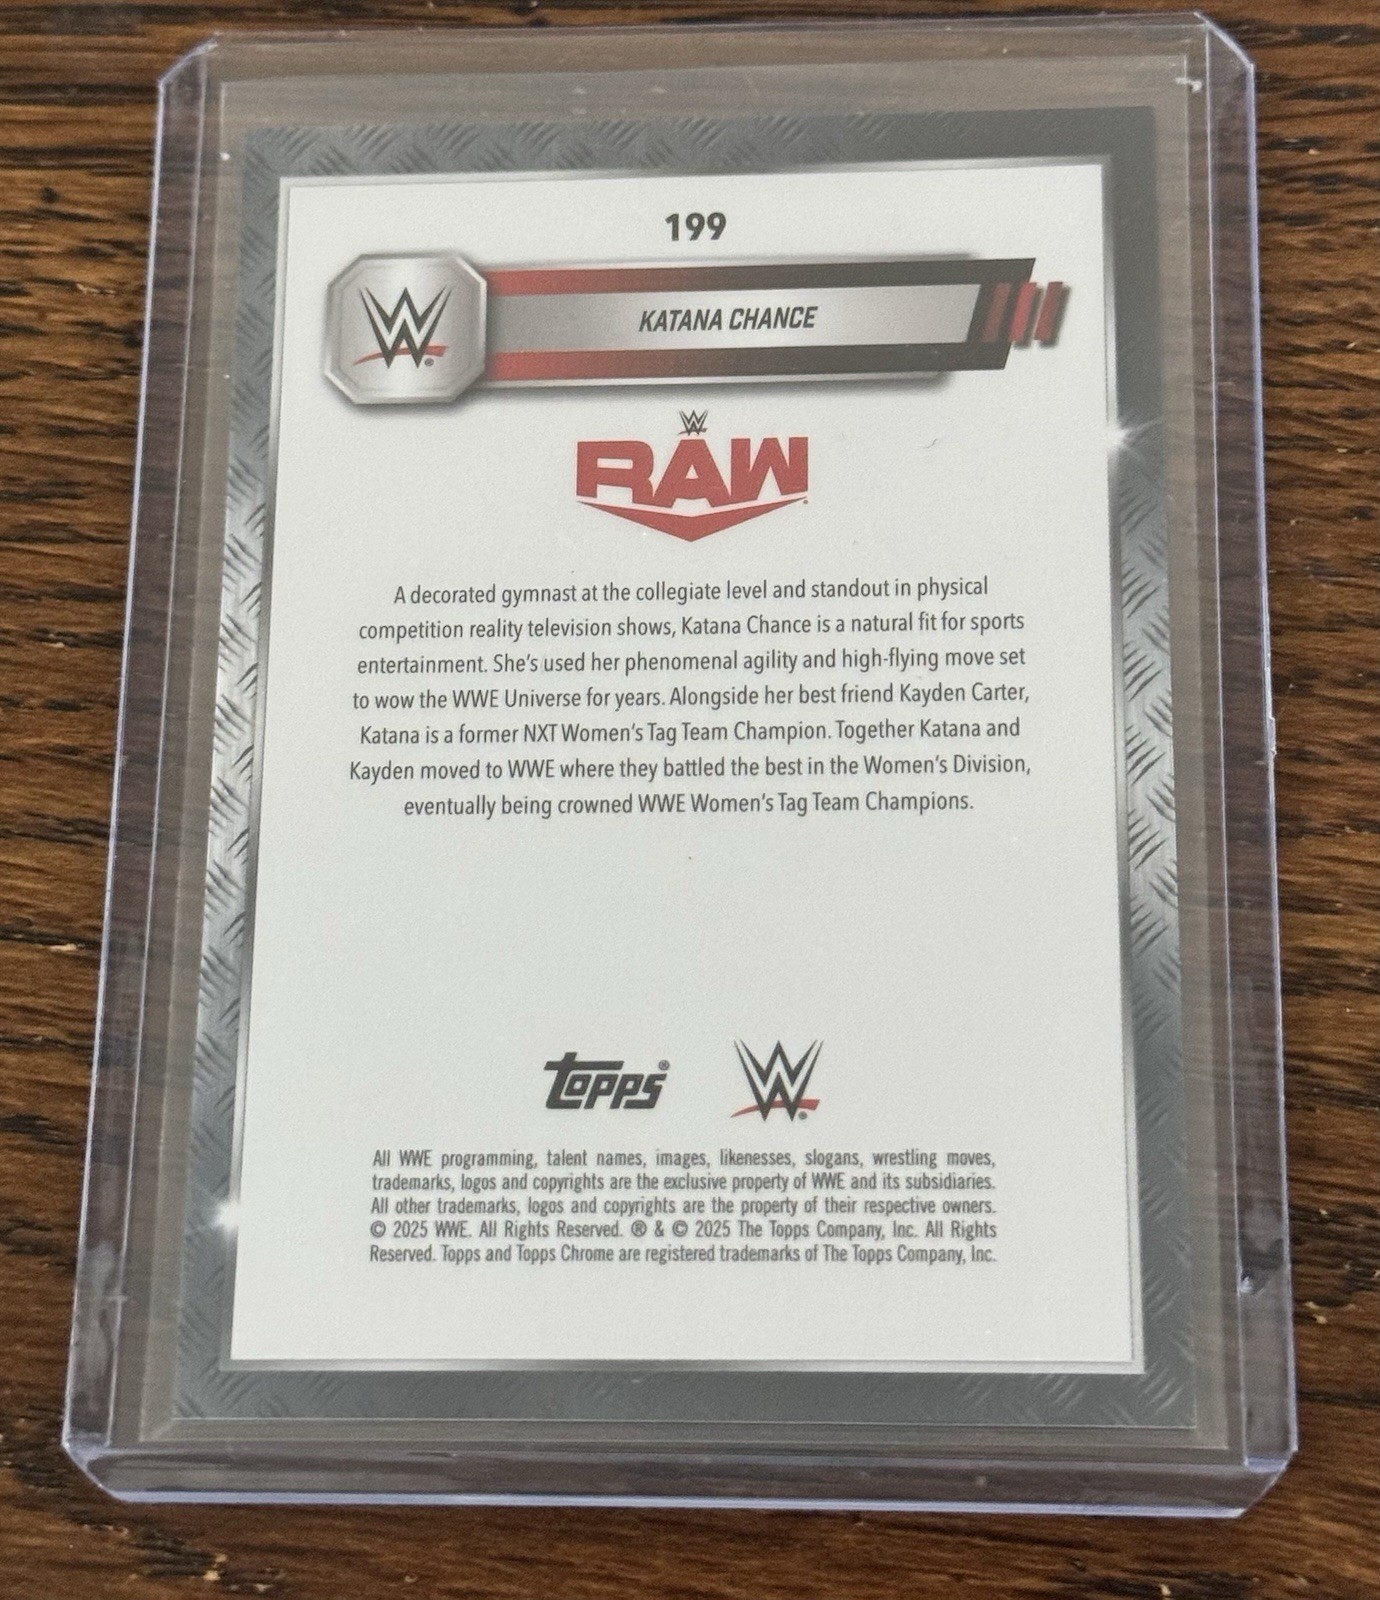 199
W
KATANA CHANCE
W
RAW
A decorated gymnast at the collegiate level and standout in physical
competition reality television shows, Katana Chance is a natural fit for sports
entertainment. She's used her phenomenal agility and high-flying move set
to wow the WWE Universe for years. Alongside her best friend Kayden Carter,
Katana is a former NXT Women's Tag Team Champion. Together Katana and
Kayden moved to WWE where they battled the best in the Women's Division,
eventually being crowned WWE Women's Tag Team Champions.
Topps® W®
All WWE programming, talent names, images, likenesses, slogans, wrestling moves,
trademarks, logos and copyrights are the exclusive property of WWE and its subsidiaries.
All other trademarks, logos and copyrights are the property of their respective owners.
© 2025 WWE. All Rights Reserved. ® & © 2025 The Topps Company, Inc. All Rights
Reserved. Topps and Topps Chrome are registered trademarks of The Topps Company, Inc.